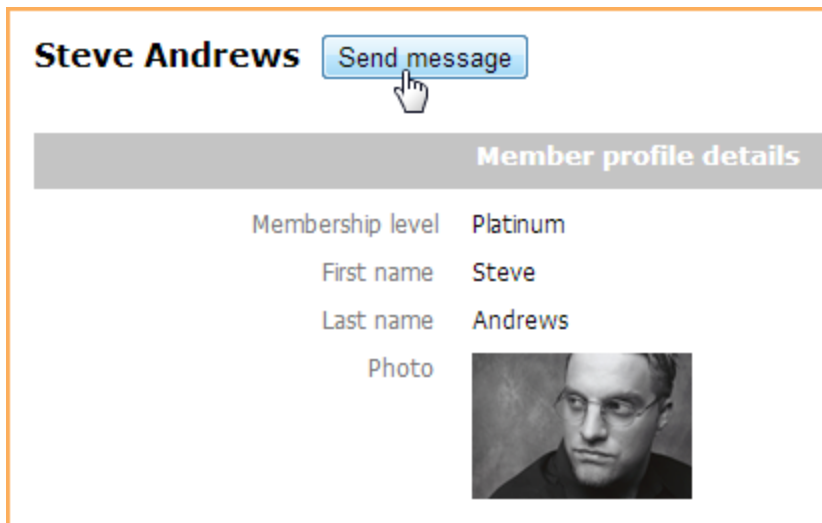 Steve Andrews Send message
Member profile details
Membership level Platinum
First name Steve
Last name Andrews
Photo